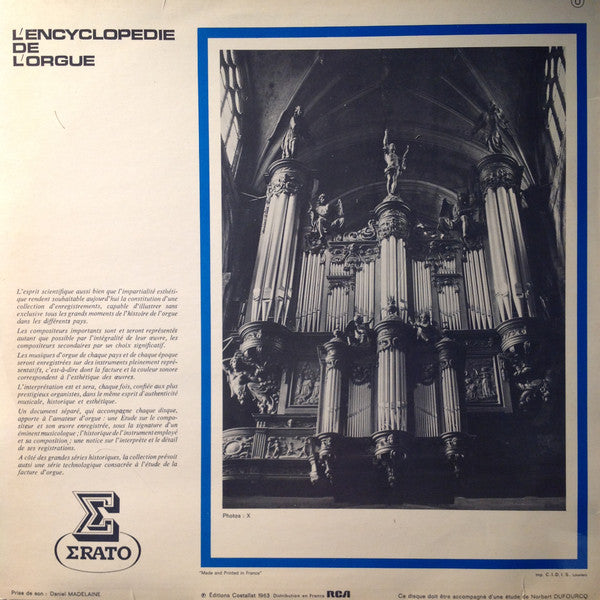 L'ENCYCLOPEDIE
DE
L'ORGUE
L'esprit scientifique aussi bien que l'impartialité esthéti-
que rendent souhaitable aujourd'hui la constitution d'une
collection d'enregistrements, capable d'illustrer sans
exclusive tous les grands moments de l'histoire de l'orgue
dans les différents pays.
Les compositeurs importants sont et seront représentés
autant que possible par l'intégralité de leur œuvre, les
compositeurs secondaires par un choix significatif.
Les musiques d'orgue de chaque pays et de chaque époque
seront enregistrées sur des instruments pleinement repré-
sentatifs, c'est-à-dire dont la facture et la couleur sonore
correspondent à l'esthétique des œuvres.
L'interprétation est et sera, chaque fois, confiée aux plus
prestigieux organistes, dans le même esprit d'authenticité
musicale, historique et esthétique.
Un document séparé, qui accompagne chaque disque,
apporte à l'amateur d'orgue : une Etude sur le compo-
siteur et son œuvre enregistrée, sous la signature d'un
éminent musicologue ; l'historique de l'instrument employé
et sa composition ; une notice sur l'interprète et le détail
de ses registrations.
A côté des grandes séries historiques, la collection prévoit
aussi une série technologique consacrée à l'étude de la
facture d'orgue.
ERATO
Photos : X
"Made and Printed in France"
Imp. C.I.D.I.S. Louviers
Prise de son : Daniel MADELAINE
℗ Éditions Costallat 1963 Distribution en France RCA
Ce disque doit être accompagné d'une étude de Norbert DUFOURCQ